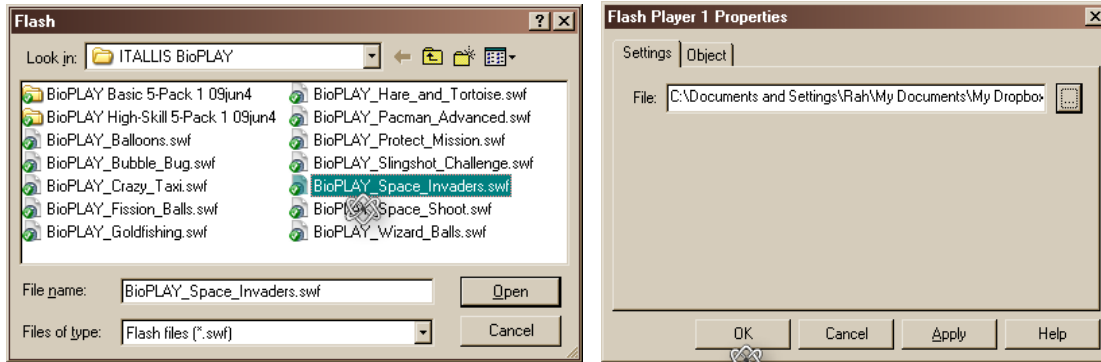 Flash
Look in: ITALLIS BioPLAY
BioPLAY Basic 5-Pack 1 09jun4
BioPLAY High-Skill 5-Pack 1 09jun4
BioPLAY_Balloons.swf
BioPLAY_Bubble_Bug.swf
BioPLAY_Crazy_Taxi.swf
BioPLAY_Fission_Balls.swf
BioPLAY_Goldfishing.swf
BioPLAY_Hare_and_Tortoise.swf
BioPLAY_Pacman_Advanced.swf
BioPLAY_Protect_Mission.swf
BioPLAY_Slingshot_Challenge.swf
BioPLAY_Space_Invaders.swf
BioPLAY_Space_Shoot.swf
BioPLAY_Wizard_Balls.swf
File name: BioPLAY_Space_Invaders.swf Open
Files of type: Flash files (*.swf) Cancel
Flash Player 1 Properties
Settings Object
File: C:\Documents and Settings\Rah\My Documents\My Dropbox ...
OK Cancel Apply Help